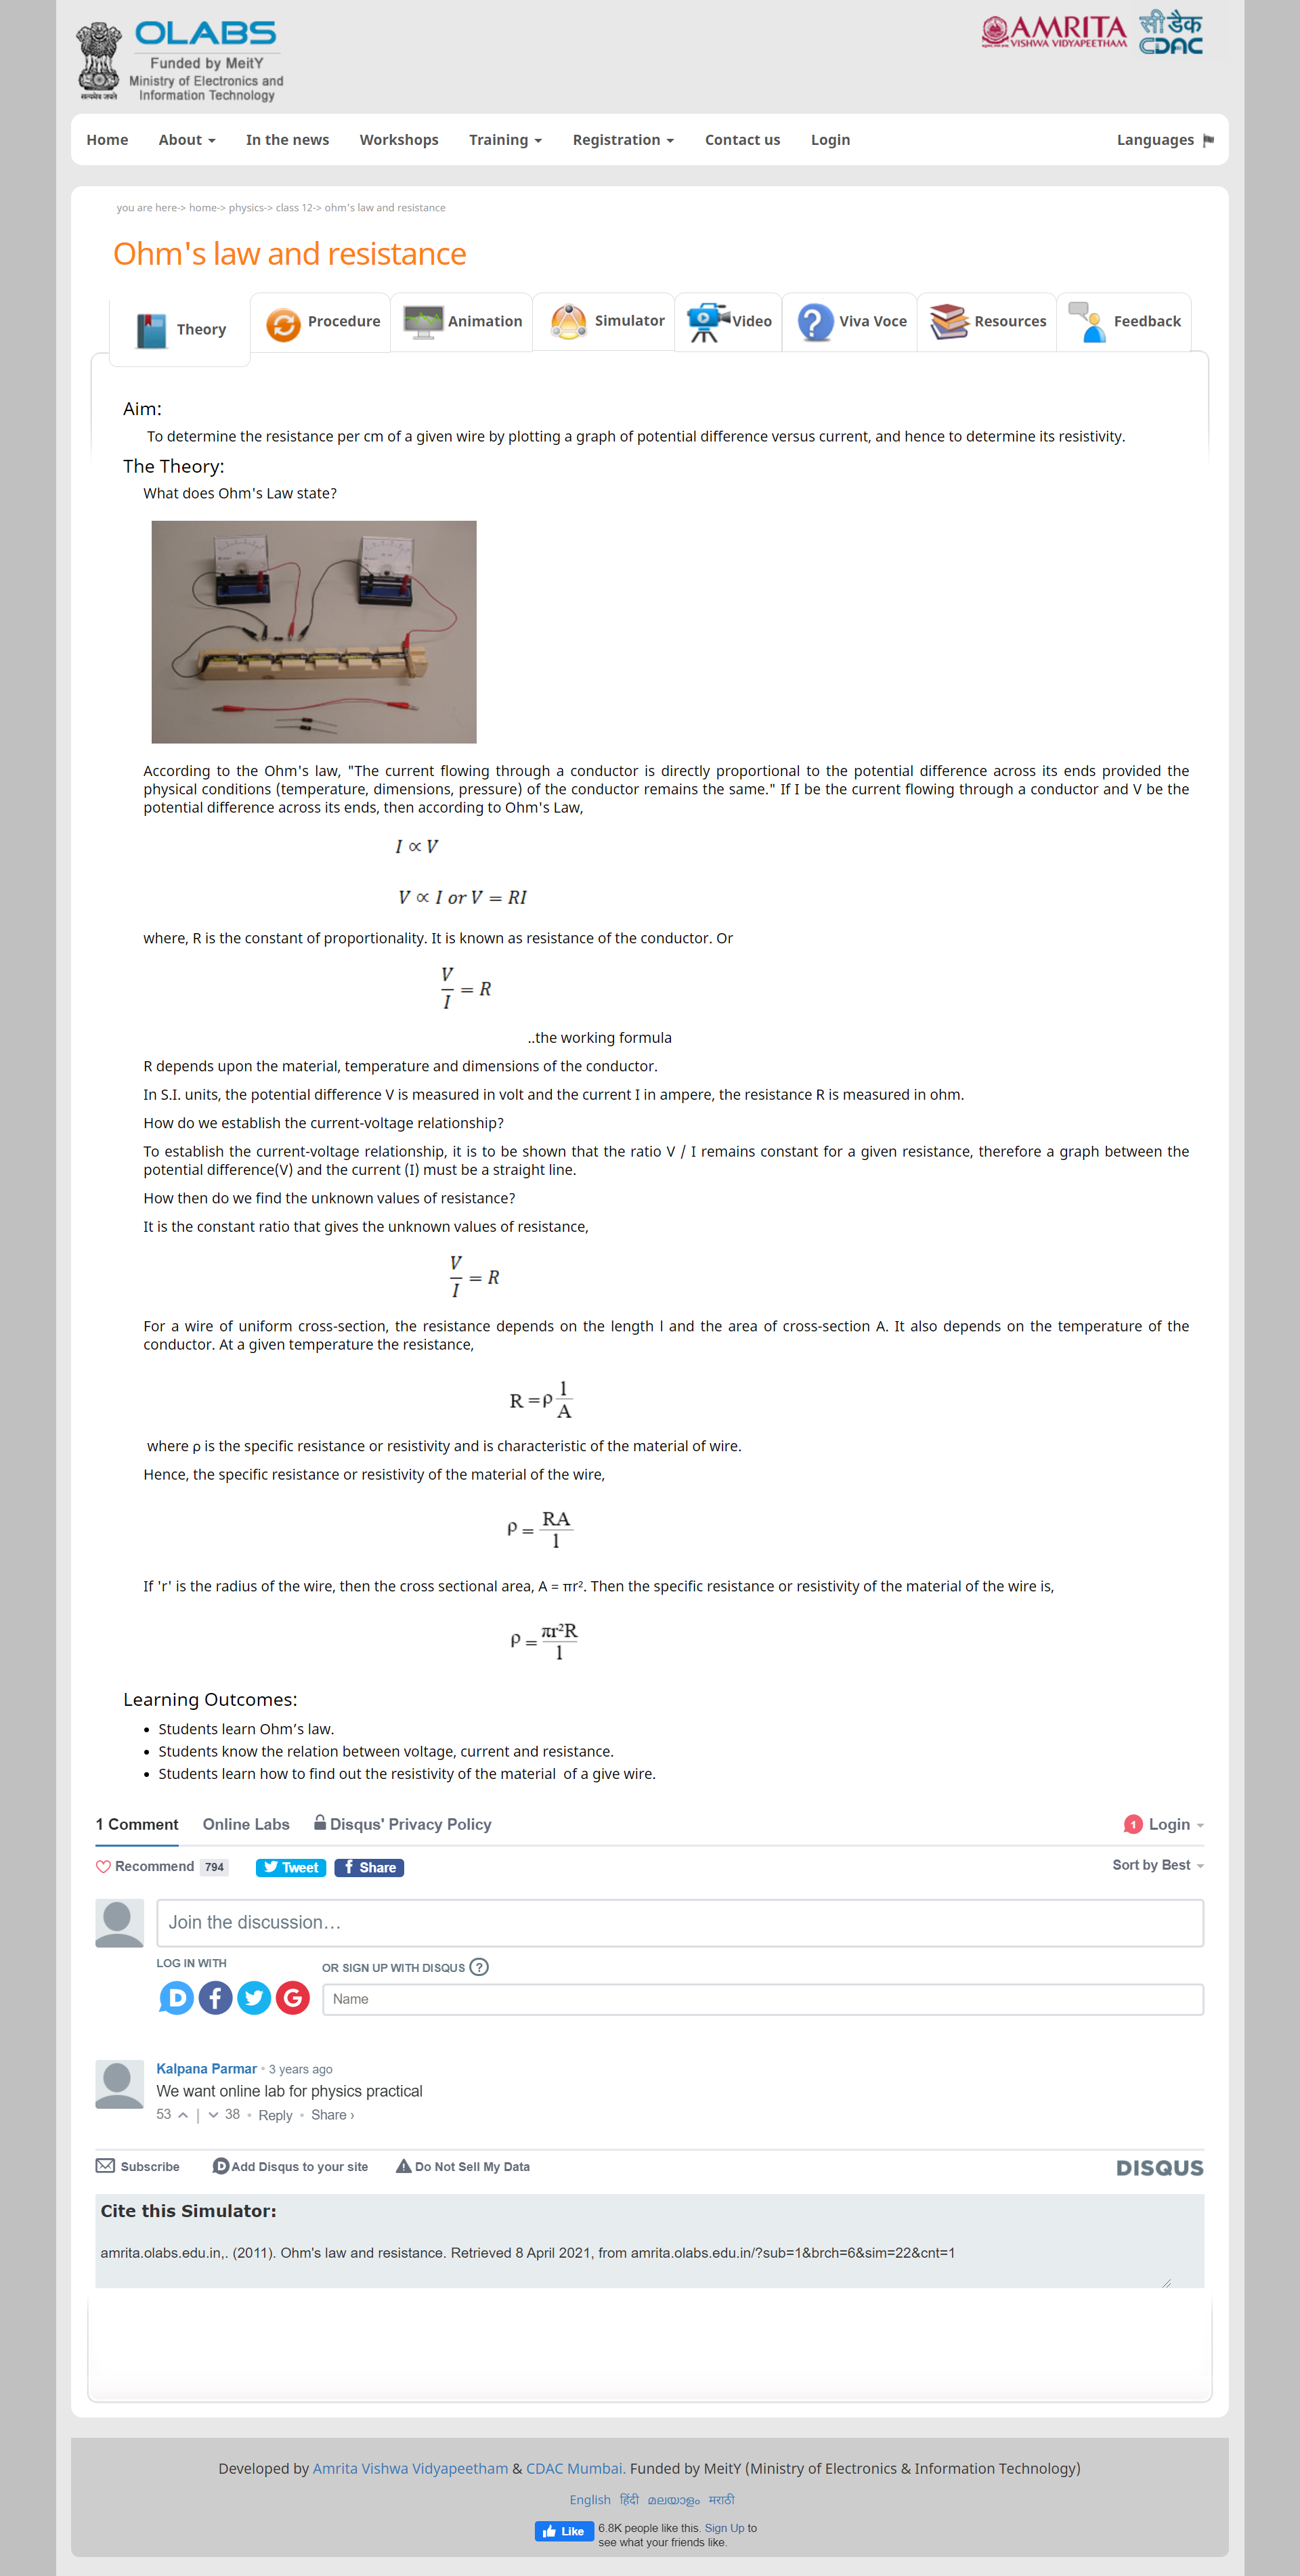 OLABS
Funded by MeitY
Ministry of Electronics and
Information Technology
सत्यमेव जयते
AMRITA
VISHWA VIDYAPEETHAM
सी डैक
CDAC
Home About In the news Workshops Training Registration Contact us Login Languages
you are here-> home-> physics-> class 12-> ohm's law and resistance
Ohm's law and resistance
Theory Procedure Animation Simulator Video Viva Voce Resources Feedback
Aim:
To determine the resistance per cm of a given wire by plotting a graph of potential difference versus current, and hence to determine its resistivity.
The Theory:
What does Ohm's Law state?
According to the Ohm's law, "The current flowing through a conductor is directly proportional to the potential difference across its ends provided the
physical conditions (temperature, dimensions, pressure) of the conductor remains the same." If I be the current flowing through a conductor and V be the
potential difference across its ends, then according to Ohm's Law,
I ∝ V
V ∝ I or V = RI
where, R is the constant of proportionality. It is known as resistance of the conductor. Or
V/I = R
..the working formula
R depends upon the material, temperature and dimensions of the conductor.
In S.I. units, the potential difference V is measured in volt and the current I in ampere, the resistance R is measured in ohm.
How do we establish the current-voltage relationship?
To establish the current-voltage relationship, it is to be shown that the ratio V / I remains constant for a given resistance, therefore a graph between the
potential difference(V) and the current (I) must be a straight line.
How then do we find the unknown values of resistance?
It is the constant ratio that gives the unknown values of resistance,
V/I = R
For a wire of uniform cross-section, the resistance depends on the length l and the area of cross-section A. It also depends on the temperature of the
conductor. At a given temperature the resistance,
R = ρ l/A
where ρ is the specific resistance or resistivity and is characteristic of the material of wire.
Hence, the specific resistance or resistivity of the material of the wire,
ρ = RA/l
If 'r' is the radius of the wire, then the cross sectional area, A = πr². Then the specific resistance or resistivity of the material of the wire is,
ρ = πr²R/l
Learning Outcomes:
• Students learn Ohm's law.
• Students know the relation between voltage, current and resistance.
• Students learn how to find out the resistivity of the material of a give wire.
1 Comment Online Labs Disqus' Privacy Policy 1 Login
Recommend 794 Tweet f Share Sort by Best
Join the discussion…
LOG IN WITH
OR SIGN UP WITH DISQUS ?
D f G
Name
Kalpana Parmar • 3 years ago
We want online lab for physics practical
53 | 38 • Reply • Share ›
Subscribe D Add Disqus to your site Do Not Sell My Data DISQUS
Cite this Simulator:
amrita.olabs.edu.in,. (2011). Ohm's law and resistance. Retrieved 8 April 2021, from amrita.olabs.edu.in/?sub=1&brch=6&sim=22&cnt=1
Developed by Amrita Vishwa Vidyapeetham & CDAC Mumbai. Funded by MeitY (Ministry of Electronics & Information Technology)
English हिंदी മലയാളം मराठी
Like 6.8K people like this. Sign Up to
see what your friends like.